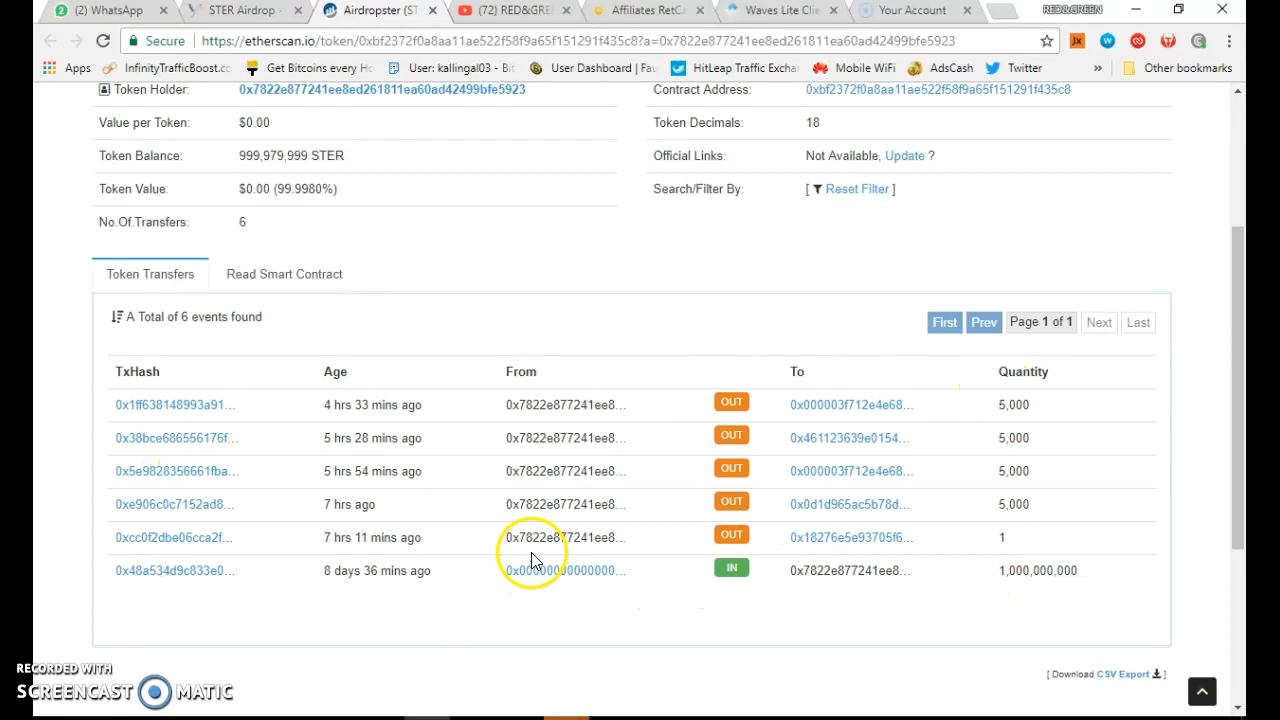 (2) WhatsApp
STER Airdrop -
Airdropster (ST
(72) RED&GRE
Affiliates RetC
Waves Lite Clie
Your Account
RED&GREEN
Secure
https://etherscan.io/token/0xbf2372f0a8aa11ae522f58f9a65f151291f435c8?a=0x7822e877241ee8ed261811ea60ad42499bfe5923
Apps
InfinityTrafficBoost.cc
Get Bitcoins every Ho
User: kallingal03 - Bit
User Dashboard | Fau
HitLeap Traffic Excha
Mobile WiFi
AdsCash
Twitter
»
Other bookmarks
Token Holder: 0x7822e877241ee8ed261811ea60ad42499bfe5923
Contract Address: 0xbf2372f0a8aa11ae522f58f9a65f151291f435c8
Value per Token: $0.00
Token Decimals: 18
Token Balance: 999,979,999 STER
Official Links: Not Available, Update ?
Token Value: $0.00 (99.9980%)
Search/Filter By: [ Reset Filter ]
No.Of.Transfers: 6
Token Transfers
Read Smart Contract
A Total of 6 events found
First Prev Page 1 of 1 Next Last
TxHash Age From To Quantity
0x1ff638148993a91... 4 hrs 33 mins ago 0x7822e877241ee8... OUT 0x000003f712e4e68... 5,000
0x38bce686556176f... 5 hrs 28 mins ago 0x7822e877241ee8... OUT 0x461123639e0154... 5,000
0x5e9828356661fba... 5 hrs 54 mins ago 0x7822e877241ee8... OUT 0x000003f712e4e68... 5,000
0xe906c0c7152ad8... 7 hrs ago 0x7822e877241ee8... OUT 0x0d1d965ac5b78d... 5,000
0xcc0f2dbe06cca2f... 7 hrs 11 mins ago 0x7822e877241ee8... OUT 0x18276e5e93705f6... 1
0x48a534d9c833e0... 8 days 36 mins ago 0x00000000000000... IN 0x7822e877241ee8... 1,000,000,000
[ Download CSV Export ]
RECORDED WITH
SCREENCAST MATIC